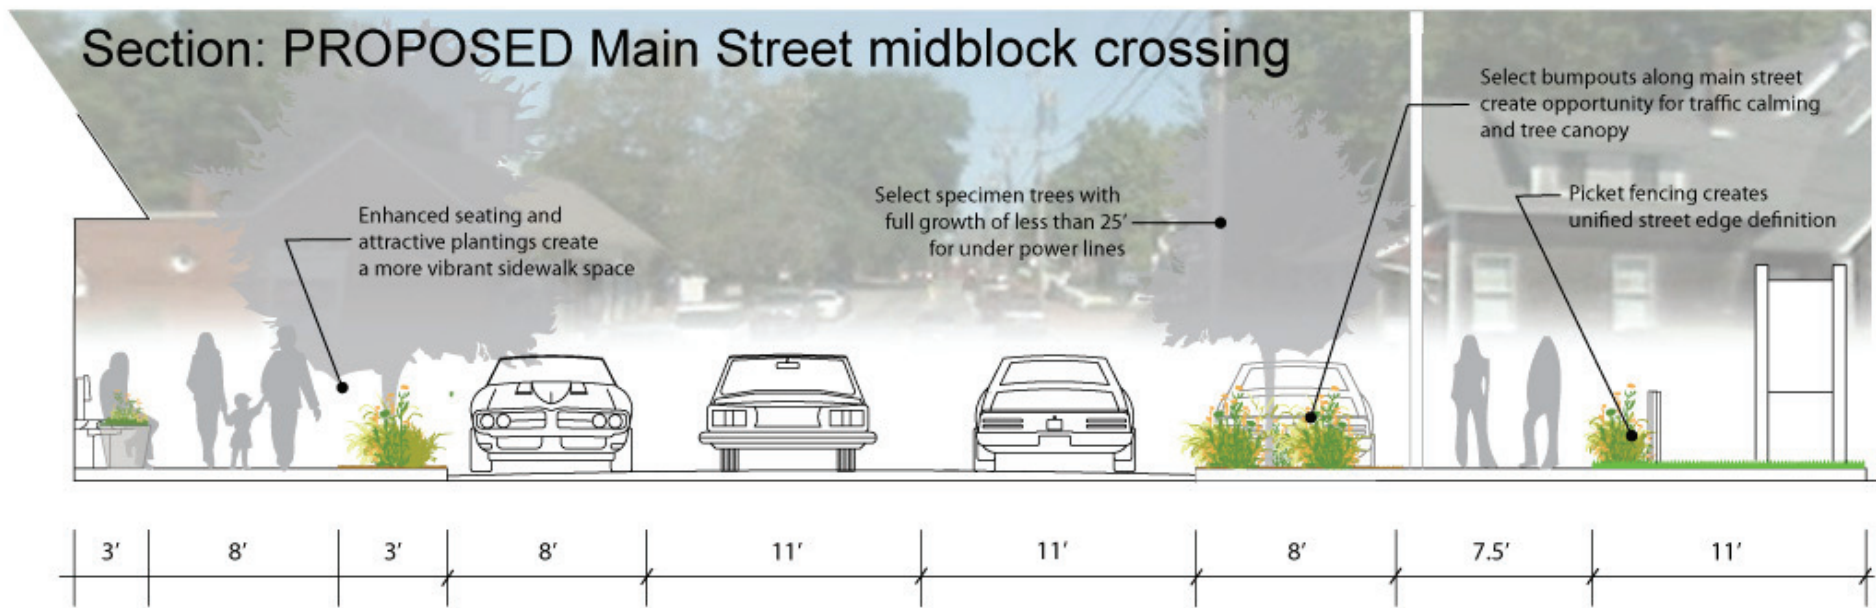 Section: PROPOSED Main Street midblock crossing
Select bumpouts along main street
create opportunity for traffic calming
and tree canopy
Select specimen trees with
full growth of less than 25′
for under power lines
Picket fencing creates
unified street edge definition
Enhanced seating and
attractive plantings create
a more vibrant sidewalk space
3′ 8′ 3′ 8′ 11′ 11′ 8′ 7.5′ 11′